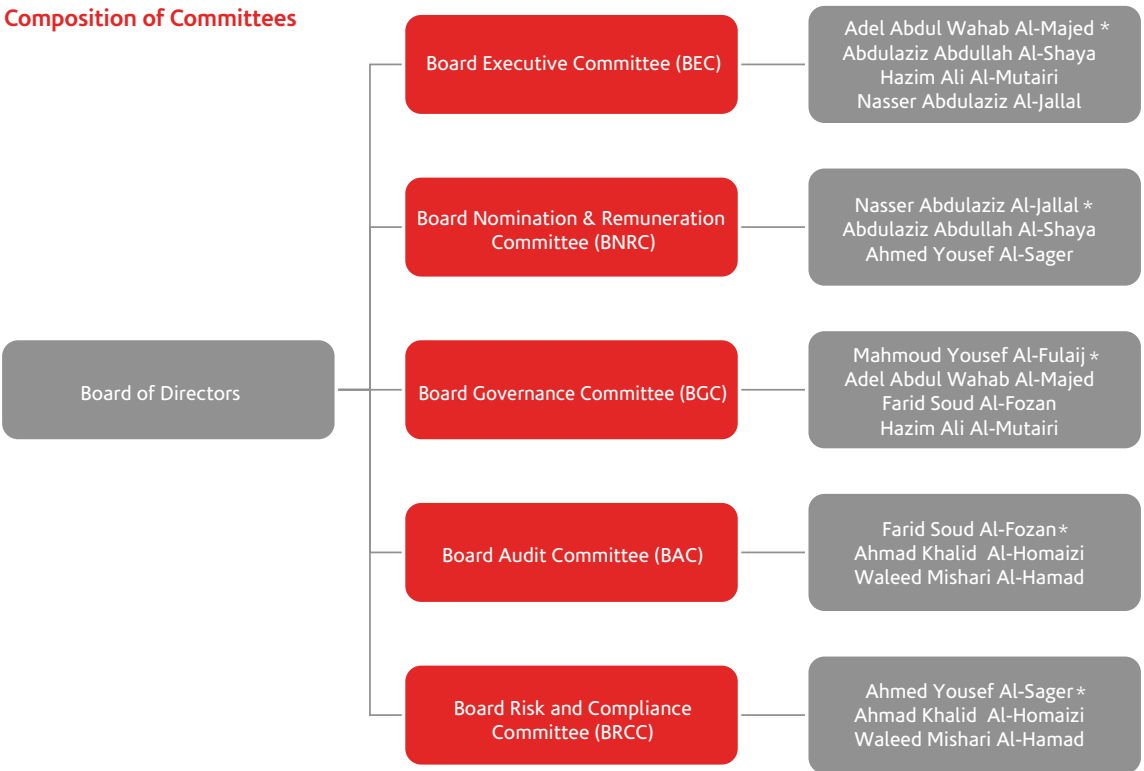 Composition of Committees
Board of Directors
Board Executive Committee (BEC)
Adel Abdul Wahab Al-Majed *
Abdulaziz Abdullah Al-Shaya
Hazim Ali Al-Mutairi
Nasser Abdulaziz Al-Jallal
Board Nomination & Remuneration
Committee (BNRC)
Nasser Abdulaziz Al-Jallal *
Abdulaziz Abdullah Al-Shaya
Ahmed Yousef Al-Sager
Board Governance Committee (BGC)
Mahmoud Yousef Al-Fulaij *
Adel Abdul Wahab Al-Majed
Farid Soud Al-Fozan
Hazim Ali Al-Mutairi
Board Audit Committee (BAC)
Farid Soud Al-Fozan *
Ahmad Khalid Al-Homaizi
Waleed Mishari Al-Hamad
Board Risk and Compliance
Committee (BRCC)
Ahmed Yousef Al-Sager *
Ahmad Khalid Al-Homaizi
Waleed Mishari Al-Hamad